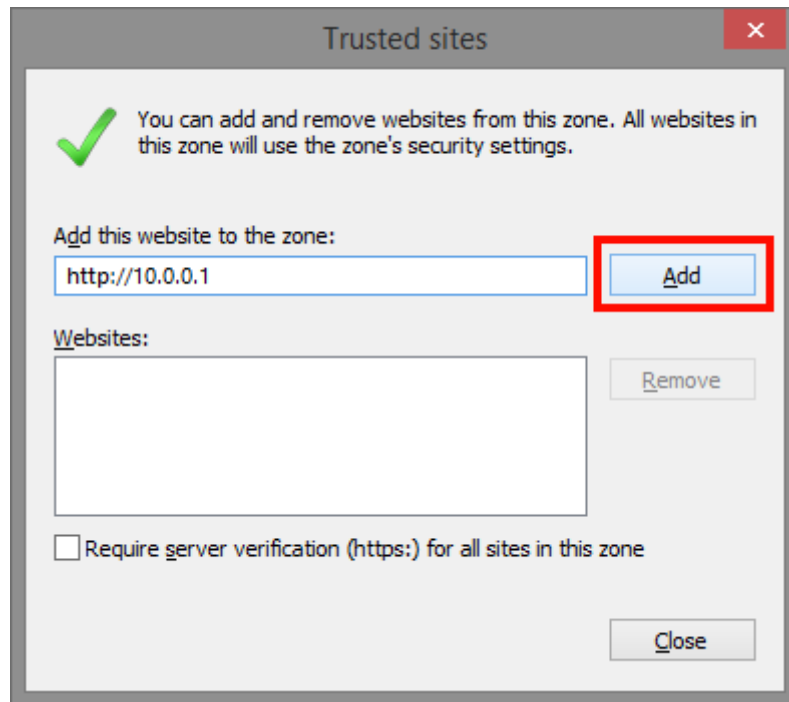 Trusted sites
You can add and remove websites from this zone. All websites in
this zone will use the zone's security settings.
Add this website to the zone:
http://10.0.0.1
Add
Websites:
Remove
Require server verification (https:) for all sites in this zone
Close